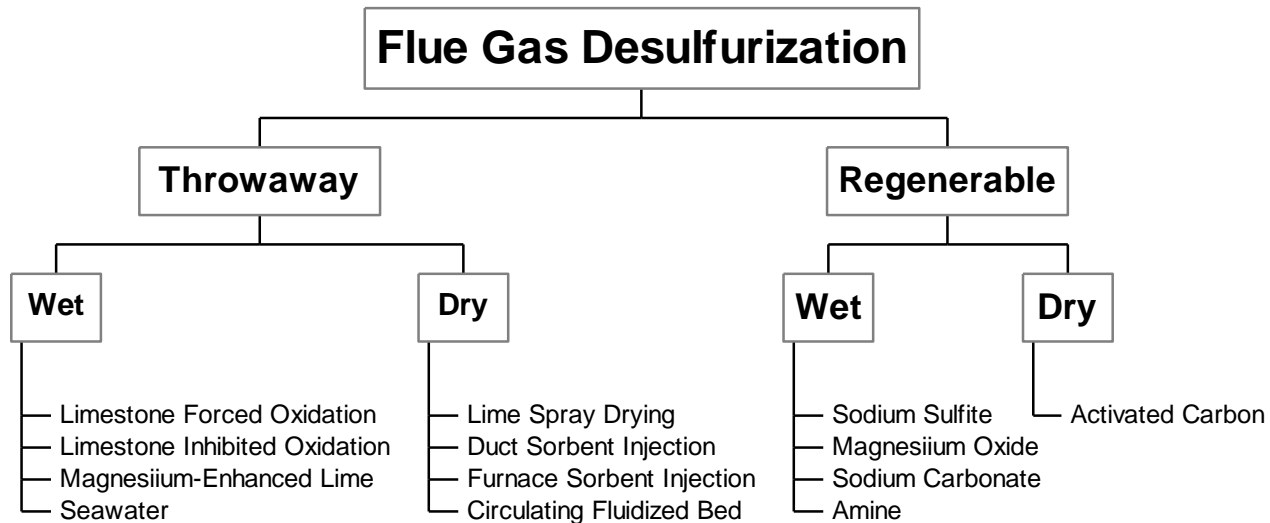 Flue Gas Desulfurization
Throwaway
Regenerable
Wet
Dry
Wet
Dry
Limestone Forced Oxidation
Limestone Inhibited Oxidation
Magnesiium-Enhanced Lime
Seawater
Lime Spray Drying
Duct Sorbent Injection
Furnace Sorbent Injection
Circulating Fluidized Bed
Sodium Sulfite
Magnesiium Oxide
Sodium Carbonate
Amine
Activated Carbon